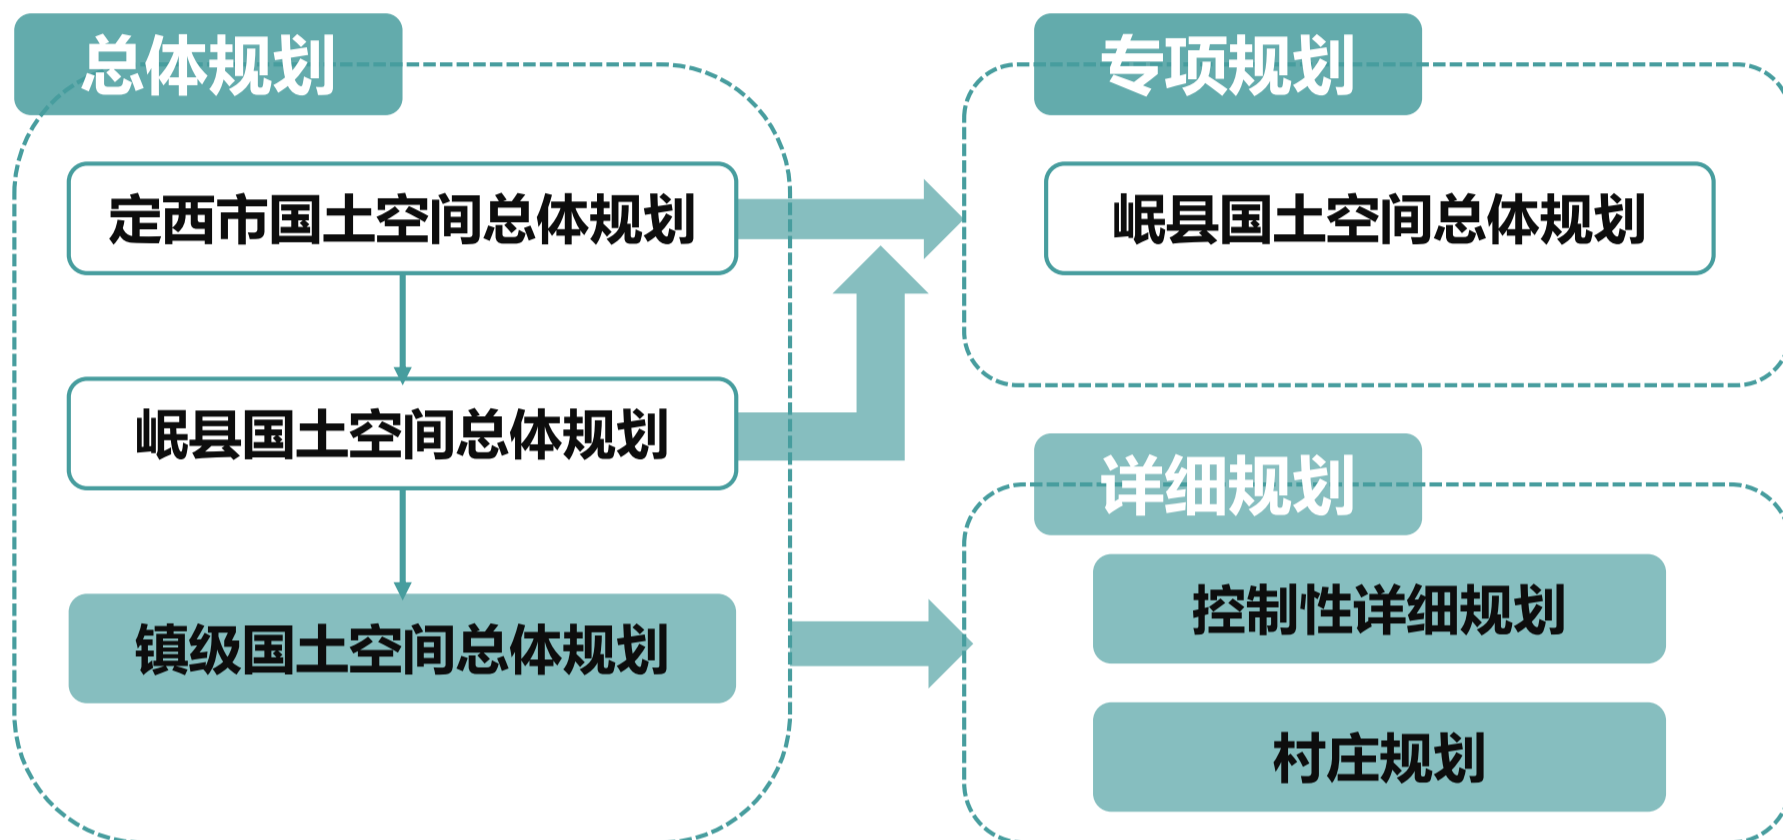 总体规划
定西市国土空间总体规划
岷县国土空间总体规划
镇级国土空间总体规划
专项规划
岷县国土空间总体规划
详细规划
控制性详细规划
村庄规划